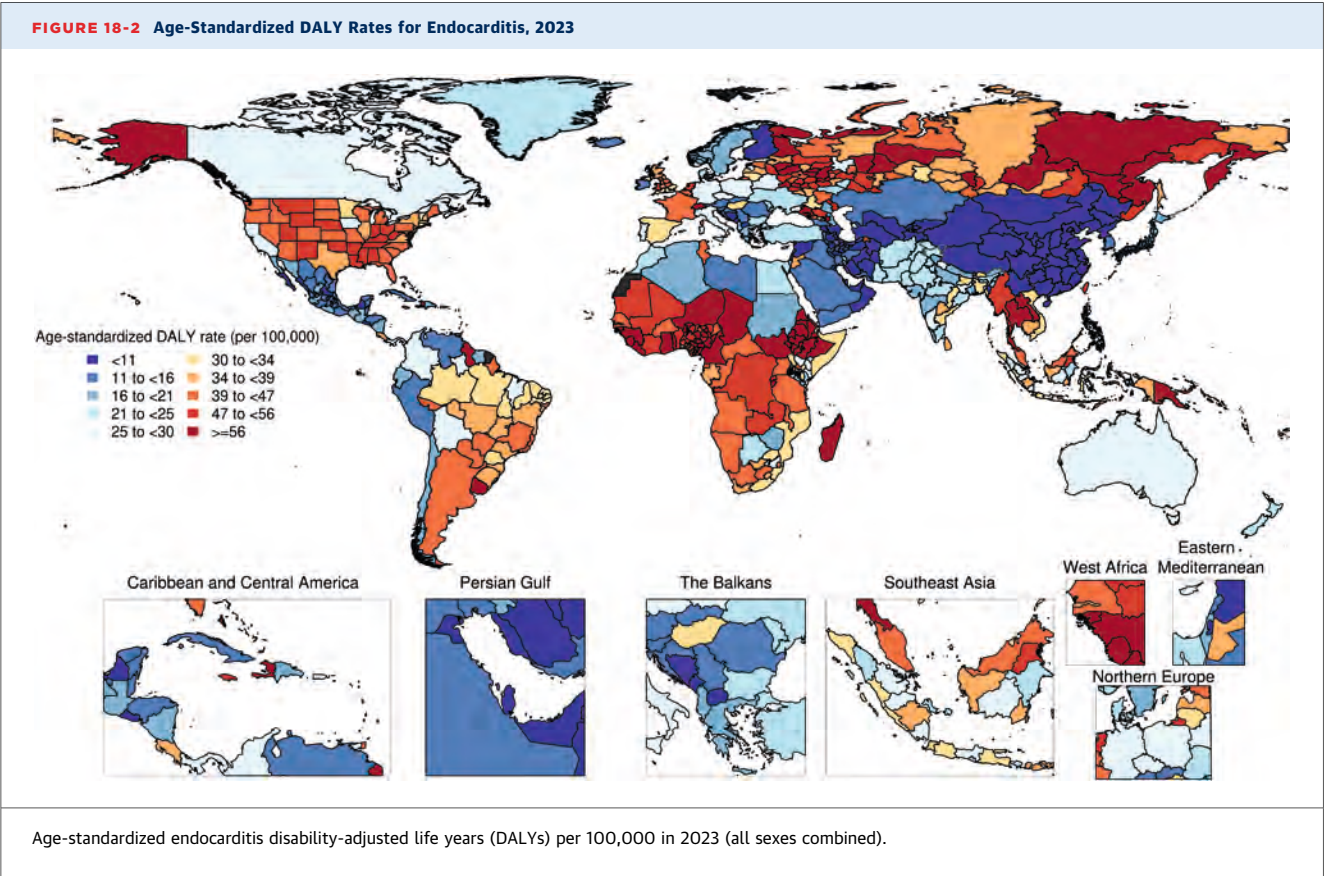 FIGURE 18-2 Age-Standardized DALY Rates for Endocarditis, 2023
Age-standardized DALY rate (per 100,000)
<11
11 to <16
16 to <21
21 to <25
25 to <30
30 to <34
34 to <39
39 to <47
47 to <56
>=56
Caribbean and Central America
Persian Gulf
The Balkans
Southeast Asia
West Africa
Eastern
Mediterranean
Northern Europe
Age-standardized endocarditis disability-adjusted life years (DALYs) per 100,000 in 2023 (all sexes combined).